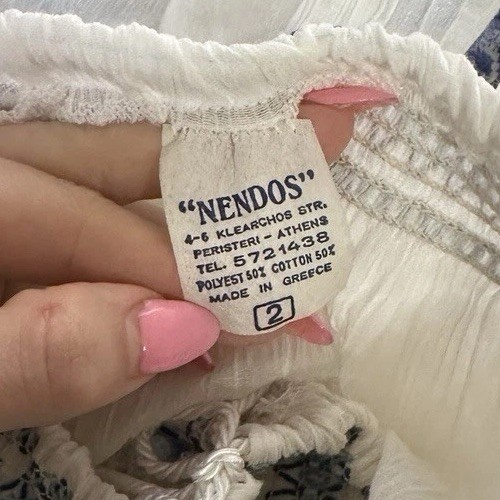 "NENDOS"
4-6 KLEARCHOS STR.
PERISTERI - ATHENS
TEL. 5721438
POLYEST 50% COTTON 50%
MADE IN GREECE
2